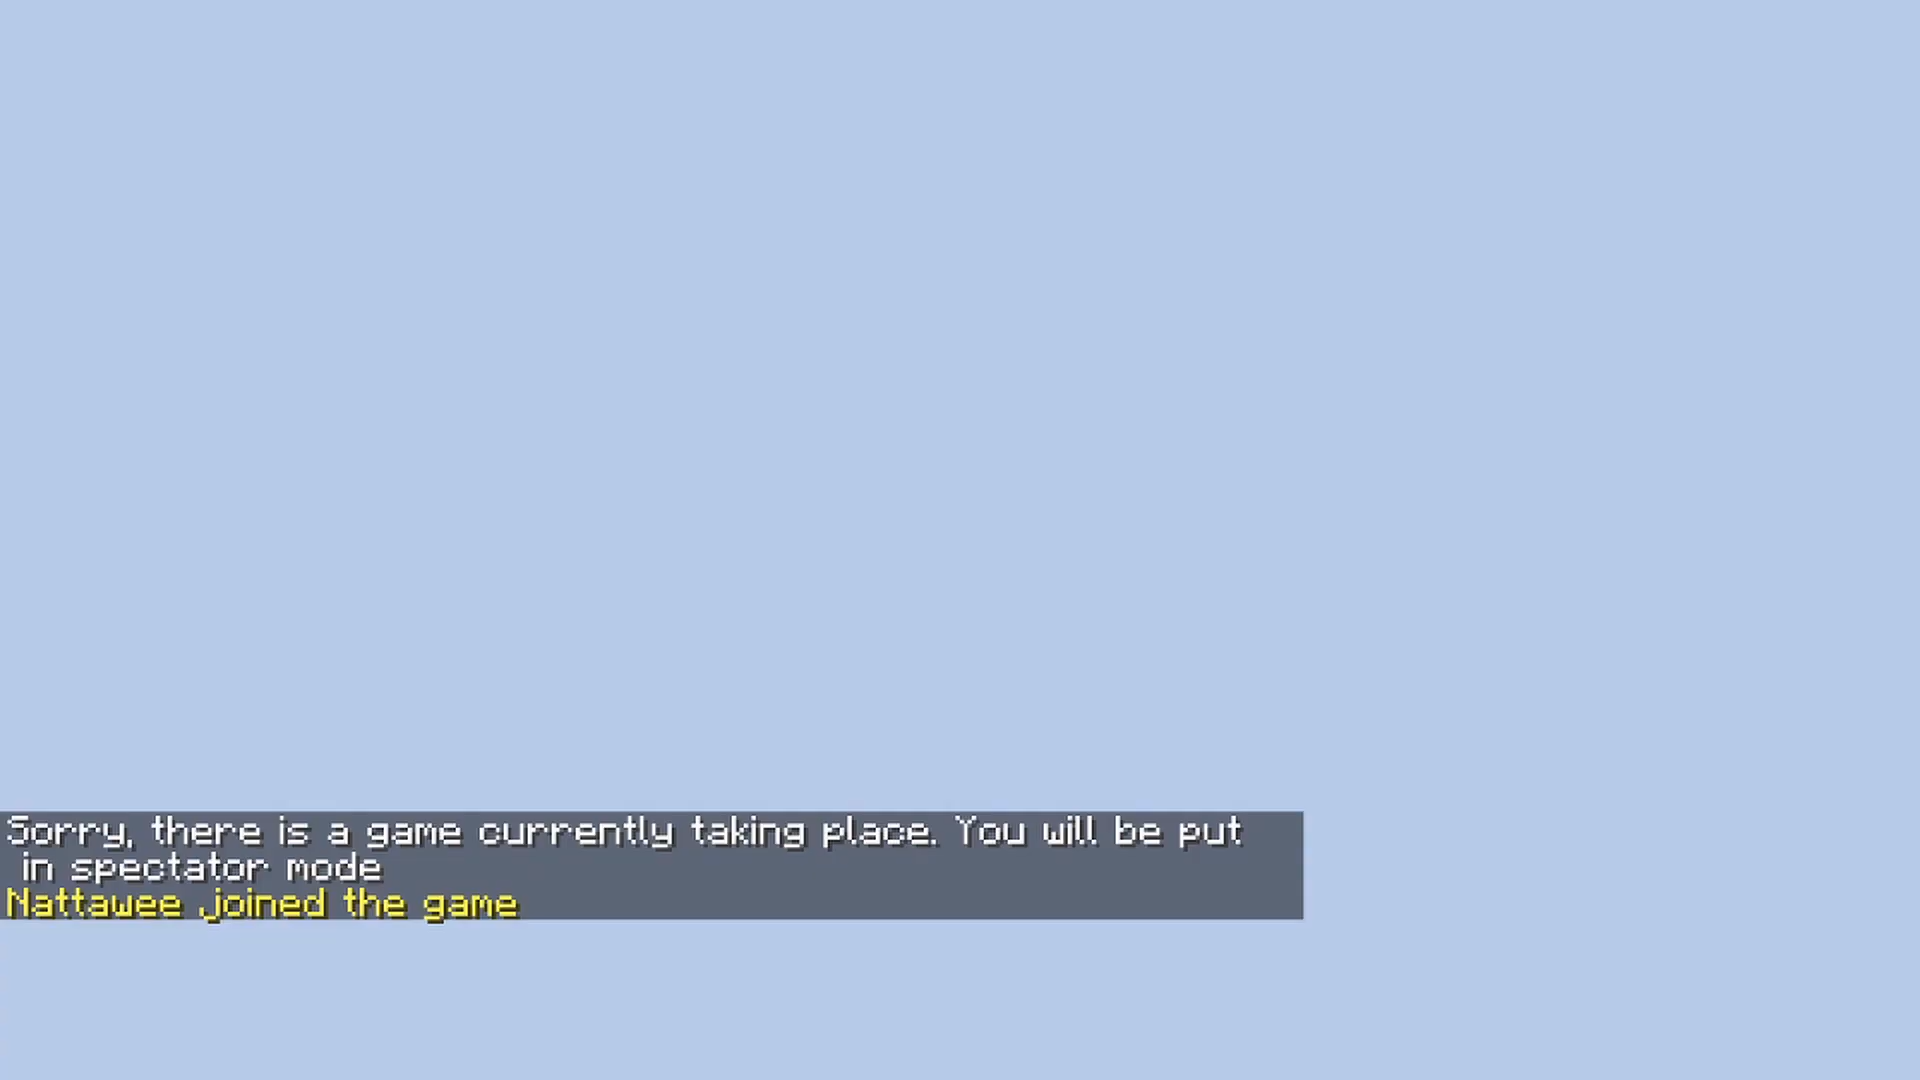 Sorry, there is a game currently taking place. You will be put
in spectator mode
Nattawee joined the game